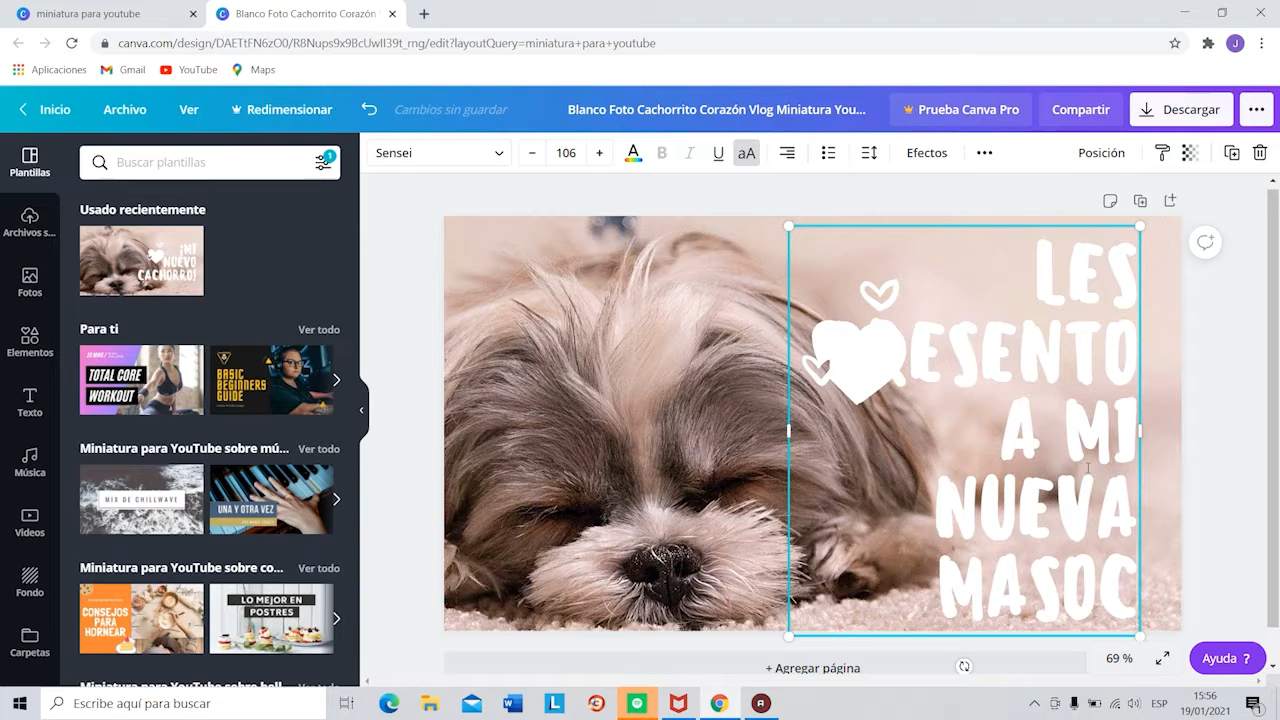 miniatura para youtube
Blanco Foto Cachorrito Corazón
canva.com/design/DAETtFN6zO0/R8Nups9x9BcUwlI39t_rng/edit?layoutQuery=miniatura+para+youtube
Aplicaciones
Gmail
YouTube
Maps
Inicio
Archivo
Ver
Redimensionar
Cambios sin guardar
Blanco Foto Cachorrito Corazón Vlog Miniatura You...
Prueba Canva Pro
Compartir
Descargar
Plantillas
Buscar plantillas
1
Sensei
106
A
B
I
U
aA
Efectos
Posición
Archivos s...
Fotos
Elementos
Texto
Música
Videos
Fondo
Carpetas
Usado recientemente
¡MI
NUEVO
CACHORRO!
Para ti
Ver todo
TOTAL CORE
WORKOUT
BASIC
BEGINNERS
GUIDE
Miniatura para YouTube sobre mú...
Ver todo
MIX DE CHILLWAVE
UNA Y OTRA VEZ
Miniatura para YouTube sobre co...
Ver todo
CONSEJOS
PARA
HORNEAR
LO MEJOR EN
POSTRES
LES
RESENTO
A MI
NUEVA
MASOC
+ Agregar página
69 %
Ayuda ?
Escribe aquí para buscar
ESP
15:56
19/01/2021